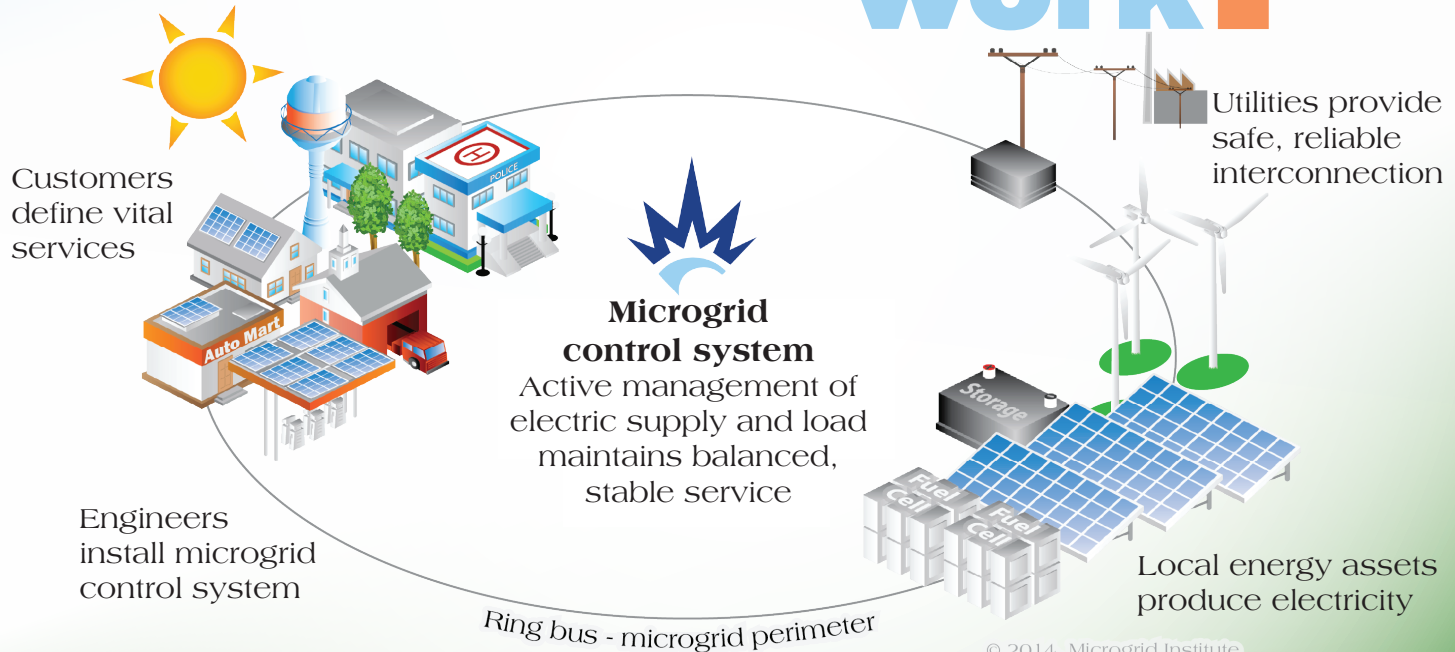 work?
Utilities provide
safe, reliable
interconnection
Customers
define vital
services
H
POLICE
Auto Mart
Microgrid
control system
Active management of
electric supply and load
maintains balanced,
stable service
Storage
Fuel
Cell
Fuel
Cell
Engineers
install microgrid
control system
Local energy assets
produce electricity
Ring bus - microgrid perimeter
© 2014 Microgrid Institute